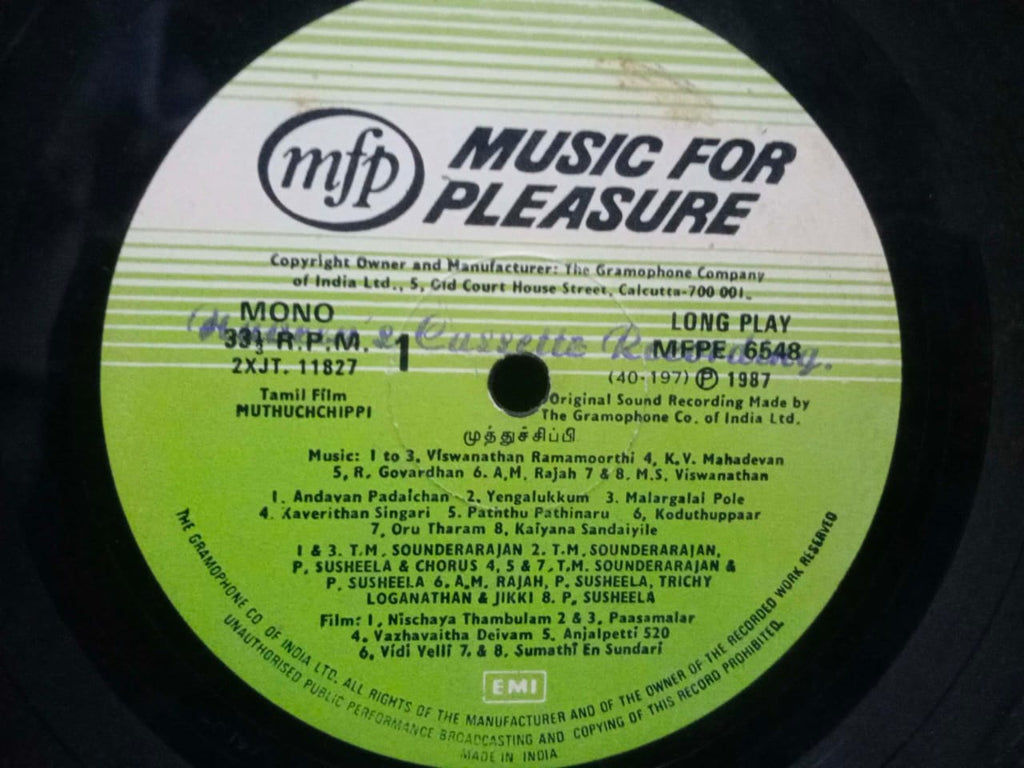 mfp
MUSIC FOR
PLEASURE
Copyright Owner and Manufacturer: The Gramophone Company
of India Ltd., 5, Old Court House Street, Calcutta-700 001.
MONO
LONG PLAY
33⅓ R.P.M. 1
MFPE 6548
2XJT. 11827
(40-197) Ⓟ 1987
Cassette Recording.
Tamil Film
MUTHUCHCHIPPI
Original Sound Recording Made by
The Gramophone Co. of India Ltd.
முத்துச்சிப்பி
Music: 1 to 3, Viswanathan Ramamoorthi 4, K.V. Mahadevan
5, R. Govardhan 6. A.M. Rajah 7 & 8. M.S. Viswanathan
1. Andavan Padaichan 2. Yengalukkum 3. Malargalai Pole
4. Kaverithan Singari 5. Paththu Pathinaru 6, Koduthuppaar
7, Oru Tharam 8, Kalyana Sandaiyile
1 & 3. T.M. SOUNDERARAJAN 2. T.M. SOUNDERARAJAN,
P. SUSHEELA & CHORUS 4, 5 & 7. T.M. SOUNDERARAJAN &
P. SUSHEELA 6. A.M. RAJAH, P. SUSHEELA, TRICHY
LOGANATHAN & JIKKI 8. P. SUSHEELA
Film: 1, Nischaya Thambulam 2 & 3, Paasamalar
4. Vazhavaitha Deivam 5. Anjalpetti 520
6, Vidi Velli 7, & 8, Sumathi En Sundari
EMI
THE GRAMOPHONE CO. OF INDIA LTD. ALL RIGHTS OF THE MANUFACTURER AND OF THE OWNER OF THE RECORDED WORK RESERVED
UNAUTHORISED PUBLIC PERFORMANCE BROADCASTING AND COPYING OF THIS RECORD PROHIBITED.
MADE IN INDIA